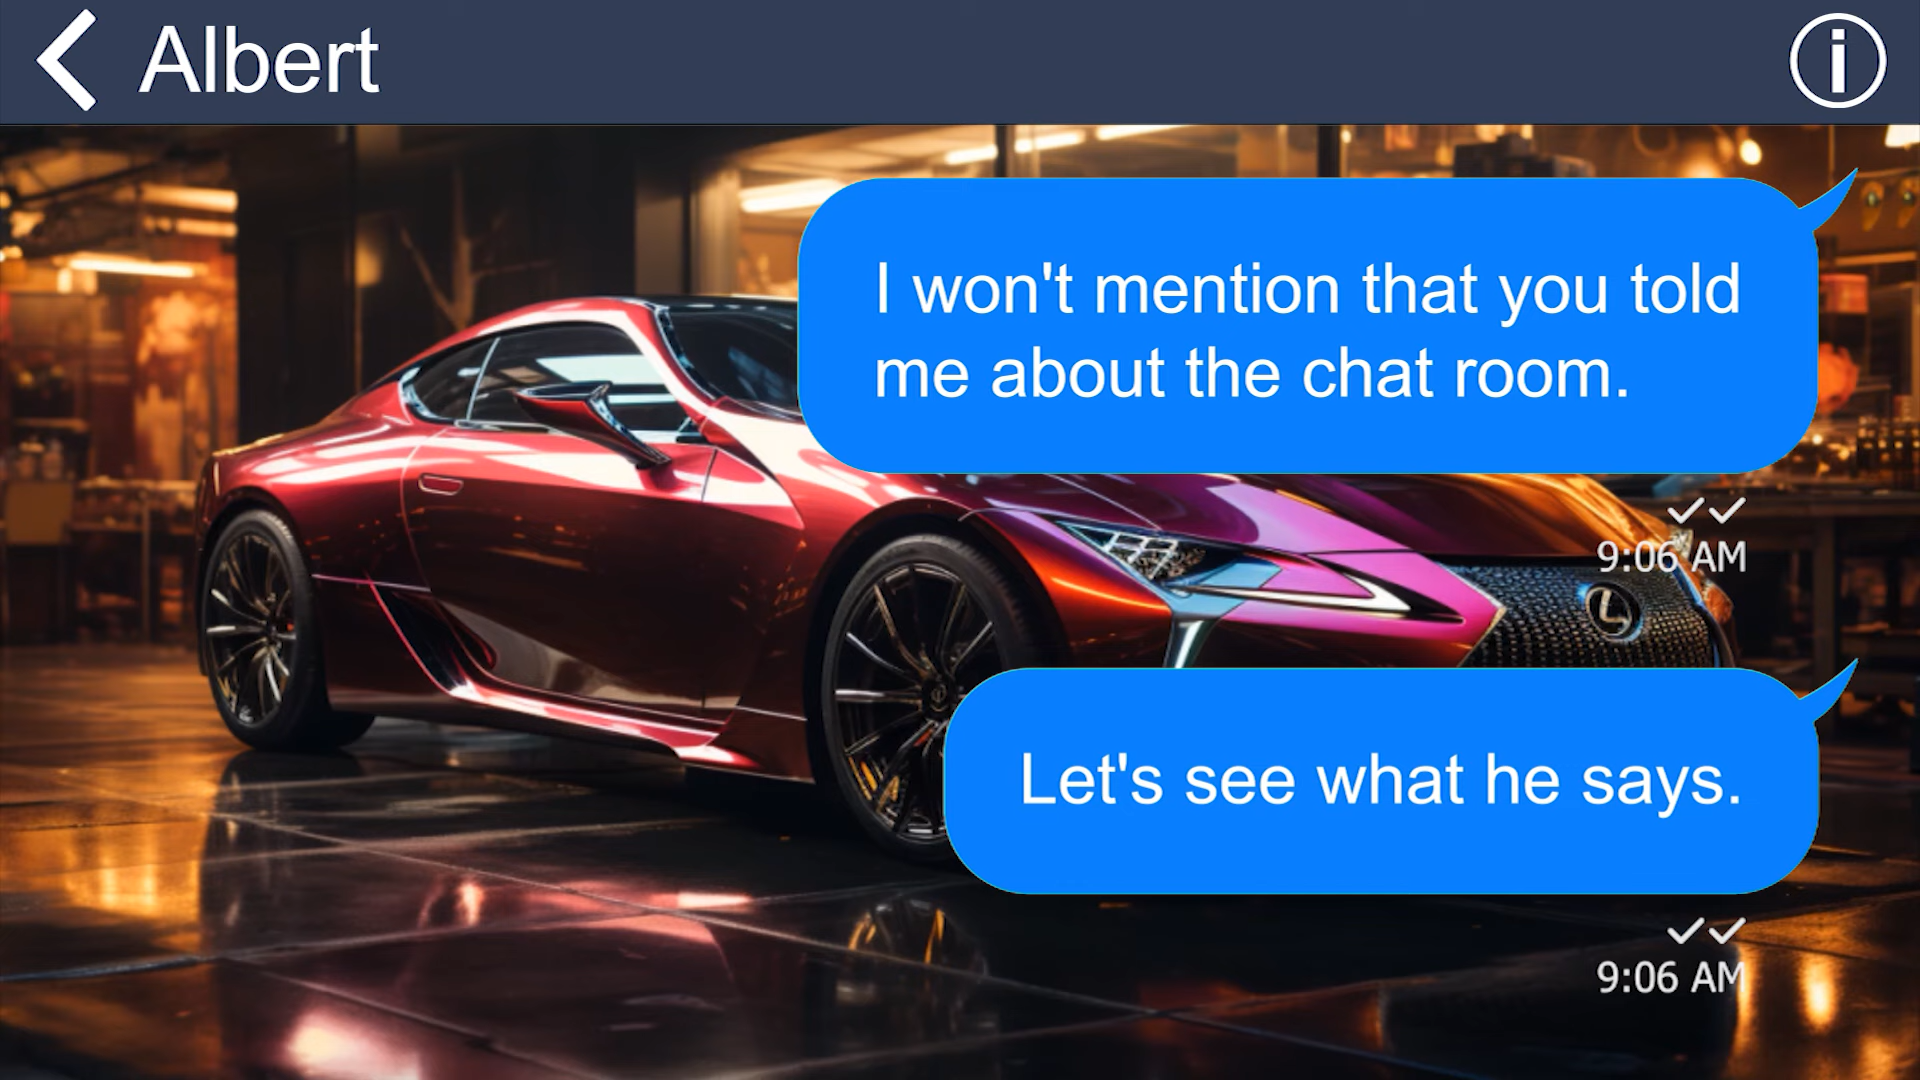 Albert
I won't mention that you told
me about the chat room.
9:06 AM
Let's see what he says.
9:06 AM